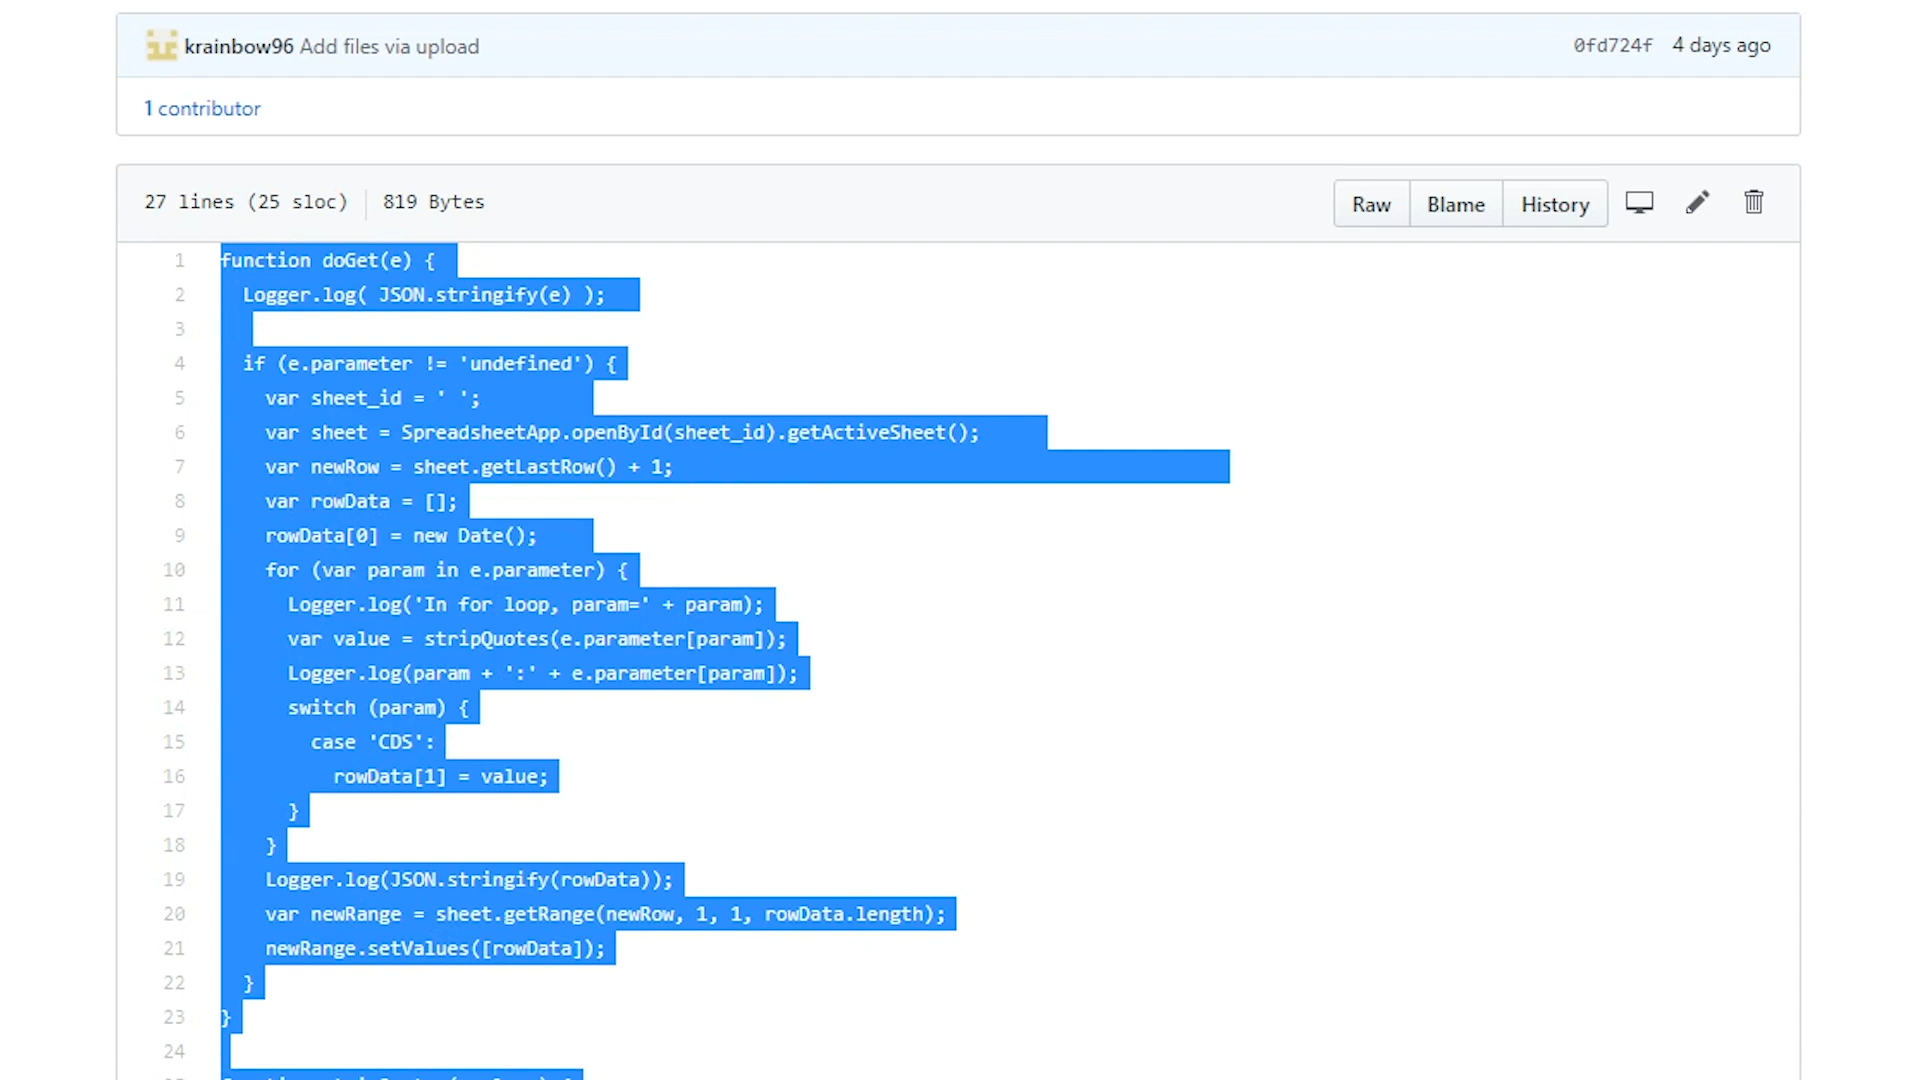 krainbow96 Add files via upload 0fd724f 4 days ago
1 contributor
27 lines (25 sloc) 819 Bytes Raw Blame History
1 function doGet(e) {
2 Logger.log( JSON.stringify(e) );
3
4 if (e.parameter != 'undefined') {
5 var sheet_id = ' ';
6 var sheet = SpreadsheetApp.openById(sheet_id).getActiveSheet();
7 var newRow = sheet.getLastRow() + 1;
8 var rowData = [];
9 rowData[0] = new Date();
10 for (var param in e.parameter) {
11 Logger.log('In for loop, param=' + param);
12 var value = stripQuotes(e.parameter[param]);
13 Logger.log(param + ':' + e.parameter[param]);
14 switch (param) {
15 case 'CDS':
16 rowData[1] = value;
17 }
18 }
19 Logger.log(JSON.stringify(rowData));
20 var newRange = sheet.getRange(newRow, 1, 1, rowData.length);
21 newRange.setValues([rowData]);
22 }
23 }
24